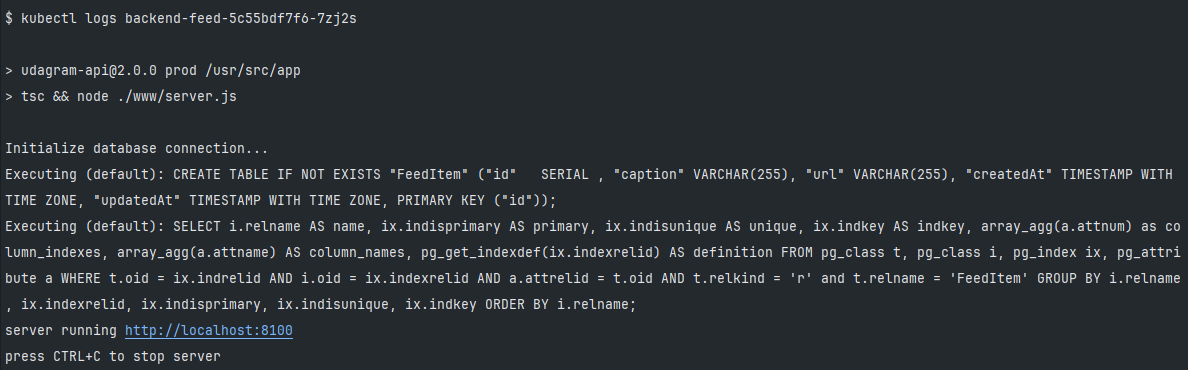 $ kubectl logs backend-feed-5c55bdf7f6-7zj2s
> udagram-api@2.0.0 prod /usr/src/app
> tsc && node ./www/server.js
Initialize database connection...
Executing (default): CREATE TABLE IF NOT EXISTS "FeedItem" ("id"   SERIAL , "caption" VARCHAR(255), "url" VARCHAR(255), "createdAt" TIMESTAMP WITH
TIME ZONE, "updatedAt" TIMESTAMP WITH TIME ZONE, PRIMARY KEY ("id"));
Executing (default): SELECT i.relname AS name, ix.indisprimary AS primary, ix.indisunique AS unique, ix.indkey AS indkey, array_agg(a.attnum) as co
lumn_indexes, array_agg(a.attname) AS column_names, pg_get_indexdef(ix.indexrelid) AS definition FROM pg_class t, pg_class i, pg_index ix, pg_attri
bute a WHERE t.oid = ix.indrelid AND i.oid = ix.indexrelid AND a.attrelid = t.oid AND t.relkind = 'r' and t.relname = 'FeedItem' GROUP BY i.relname
, ix.indexrelid, ix.indisprimary, ix.indisunique, ix.indkey ORDER BY i.relname;
server running http://localhost:8100
press CTRL+C to stop server